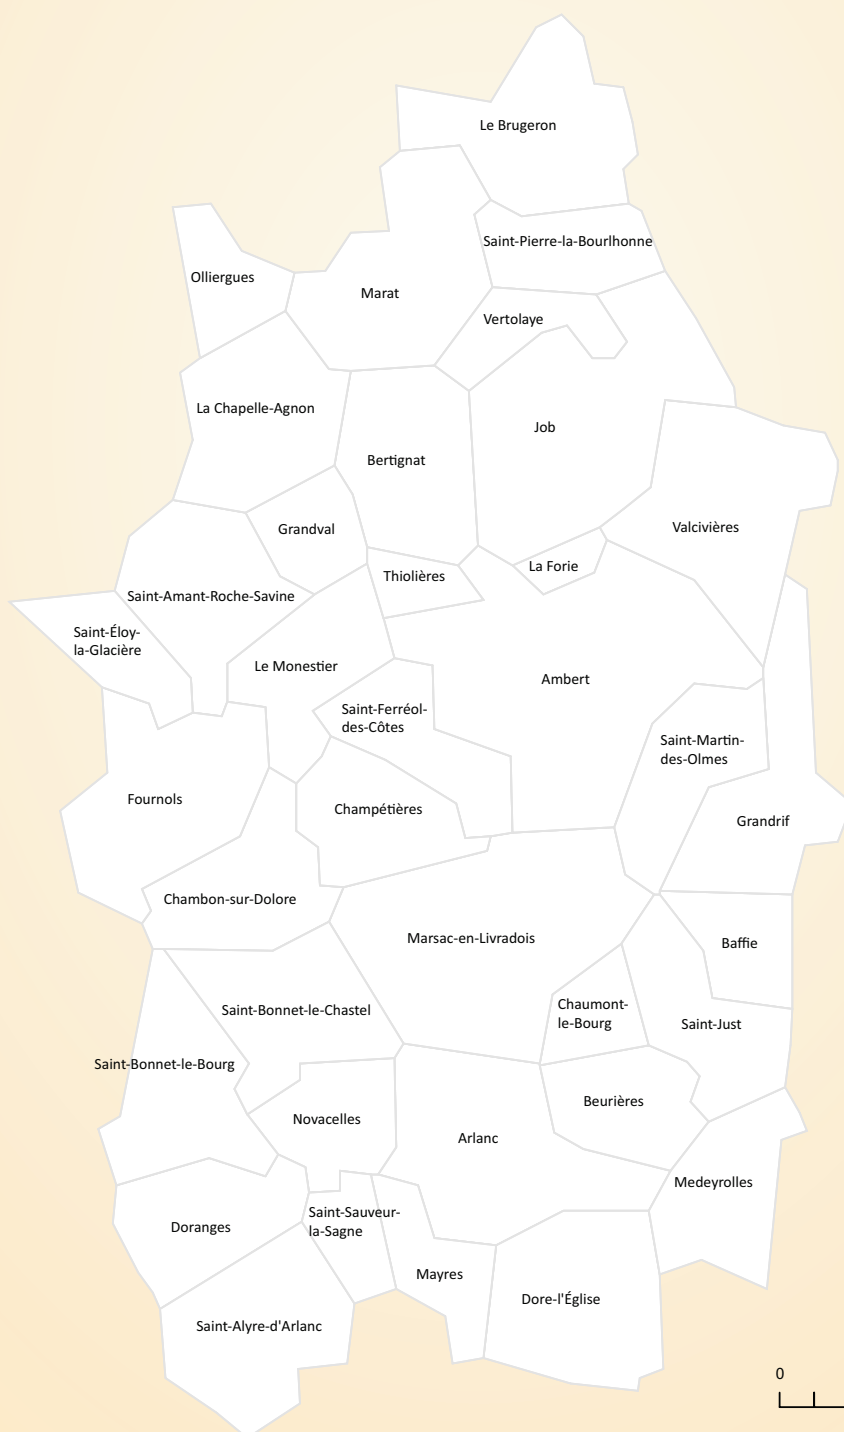 Le Brugeron
Saint-Pierre-la-Bourlhonne
Olliergues
Marat
Vertolaye
La Chapelle-Agnon
Job
Bertignat
Valcivières
Grandval
La Forie
Thiolières
Saint-Amant-Roche-Savine
Saint-Éloy-
la-Glacière
Le Monestier
Ambert
Saint-Ferréol-
des-Côtes
Saint-Martin-
des-Olmes
Fournols
Champétières
Grandrif
Chambon-sur-Dolore
Marsac-en-Livradois
Baffie
Saint-Bonnet-le-Chastel
Chaumont-
le-Bourg
Saint-Just
Saint-Bonnet-le-Bourg
Beurières
Novacelles
Arlanc
Medeyrolles
Saint-Sauveur-
la-Sagne
Doranges
Mayres
Dore-l'Église
Saint-Alyre-d'Arlanc
0